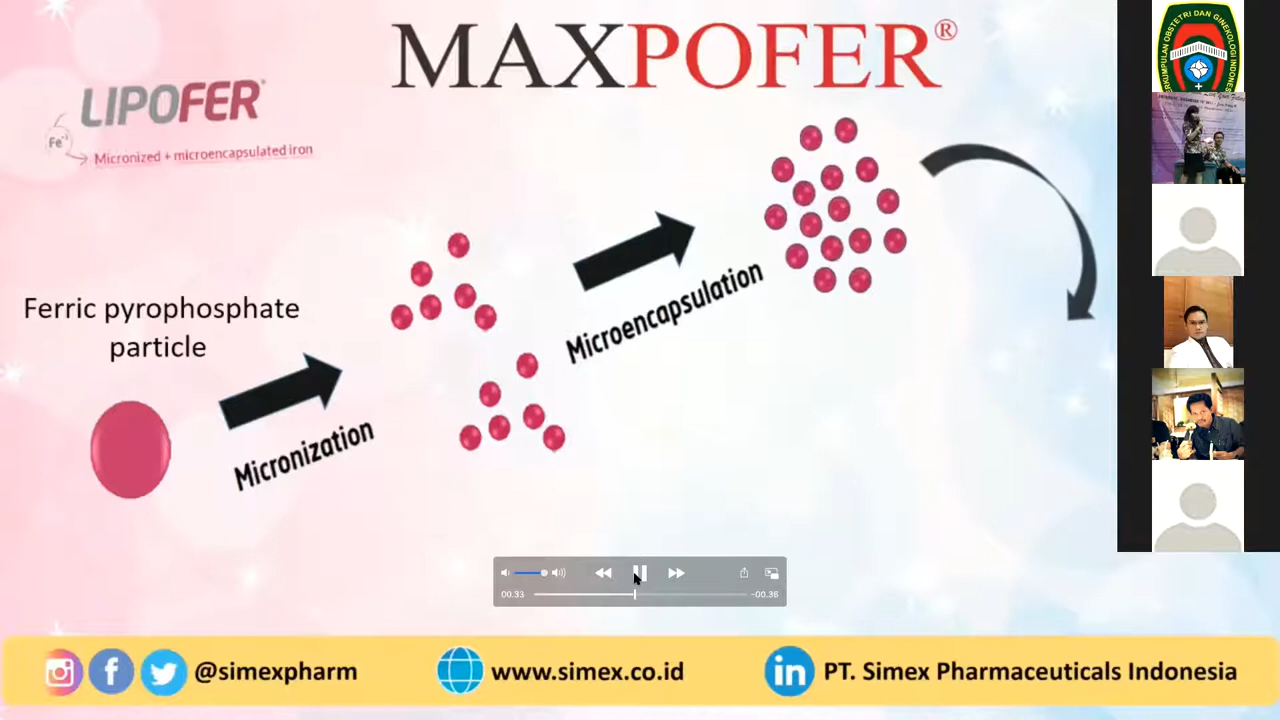 MAXPOFER®
LIPOFER®
Micronized + microencapsulated iron
Ferric pyrophosphate
particle
Micronization
Microencapsulation
00.33
-00.36
@simexpharm
www.simex.co.id
in
PT. Simex Pharmaceuticals Indonesia